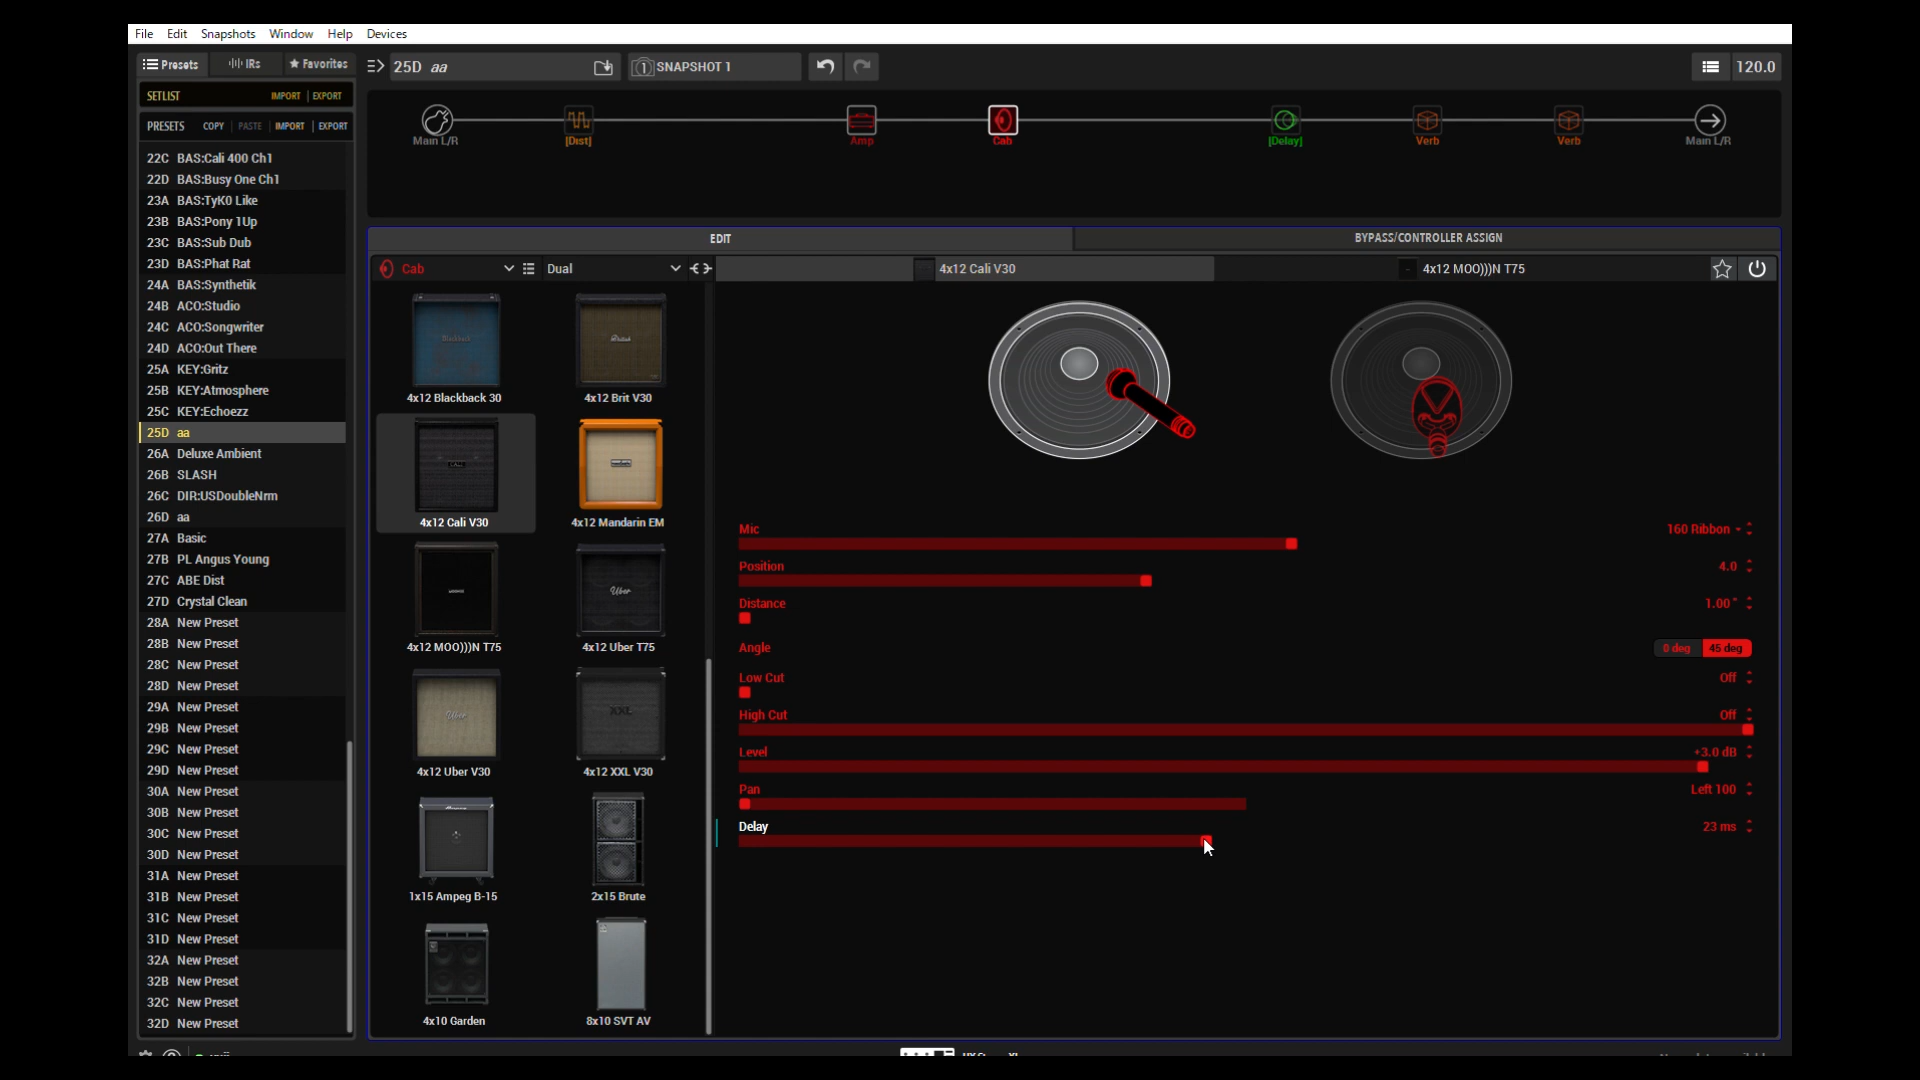 File Edit Snapshots Window Help Devices
Presets IRs Favorites
25D aa
1 SNAPSHOT 1
120.0
SETLIST IMPORT EXPORT
PRESETS COPY PASTE IMPORT EXPORT
22C BAS:Cali 400 Ch1
22D BAS:Busy One Ch1
23A BAS:TyK0 Like
23B BAS:Pony 1Up
23C BAS:Sub Dub
23D BAS:Phat Rat
24A BAS:Synthetik
24B ACO:Studio
24C ACO:Songwriter
24D ACO:Out There
25A KEY:Gritz
25B KEY:Atmosphere
25C KEY:Echoezz
25D aa
26A Deluxe Ambient
26B SLASH
26C DIR:USDoubleNrm
26D aa
27A Basic
27B PL Angus Young
27C ABE Dist
27D Crystal Clean
28A New Preset
28B New Preset
28C New Preset
28D New Preset
29A New Preset
29B New Preset
29C New Preset
29D New Preset
30A New Preset
30B New Preset
30C New Preset
30D New Preset
31A New Preset
31B New Preset
31C New Preset
31D New Preset
32A New Preset
32B New Preset
32C New Preset
32D New Preset
Main L/R [Dist] Amp Cab [Delay] Verb Verb Main L/R
EDIT BYPASS/CONTROLLER ASSIGN
Cab Dual 4x12 Cali V30 4x12 MOO)))N T75
4x12 Blackback 30 4x12 Brit V30
4x12 Cali V30 4x12 Mandarin EM
4x12 MOO)))N T75 4x12 Uber T75
4x12 Uber V30 4x12 XXL V30
1x15 Ampeg B-15 2x15 Brute
4x10 Garden 8x10 SVT AV
Mic 160 Ribbon
Position 4.0
Distance 1.00"
Angle 0 deg 45 deg
Low Cut Off
High Cut Off
Level +3.0 dB
Pan Left 100
Delay 23 ms